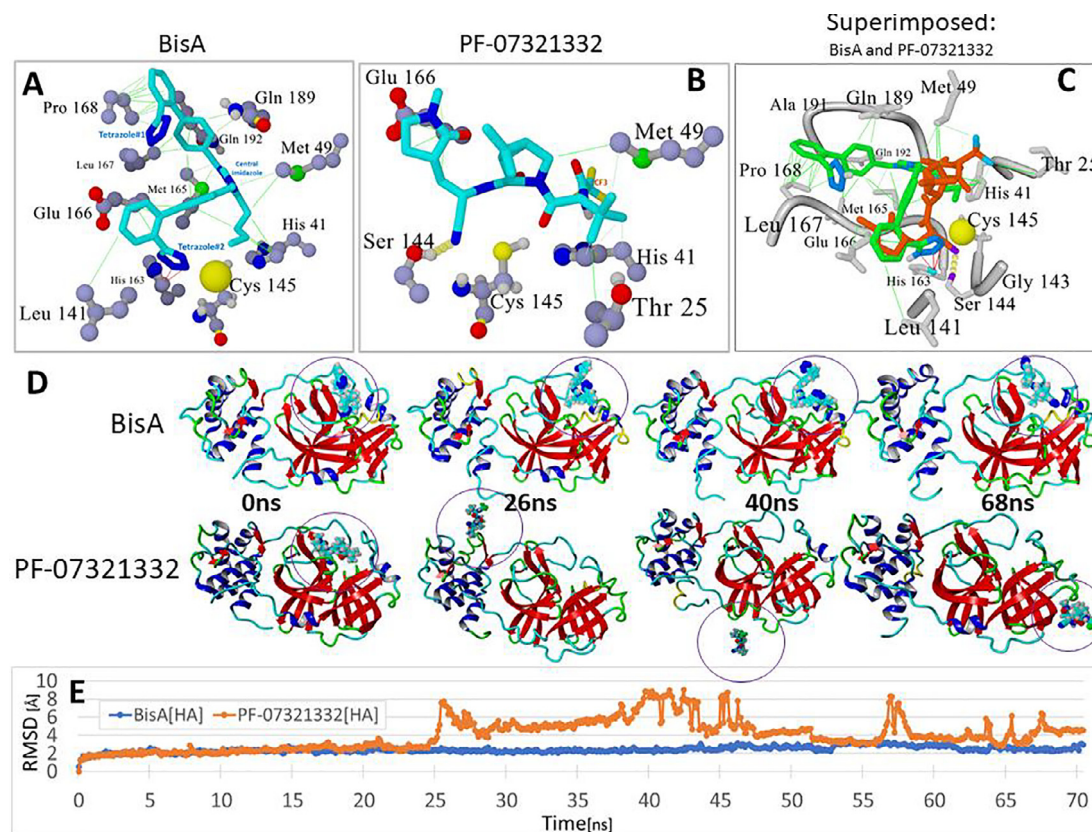 BisA
PF-07321332
Superimposed:
BisA and PF-07321332
A
Pro 168
Gln 189
Tetrazole#1
Gln 192
Leu 167
Central
imidazole
Met 49
Met 165
Glu 166
Tetrazole#2
His 41
His 163
Cys 145
Leu 141
B
Glu 166
Met 49
CF3
Ser 144
His 41
Cys 145
Thr 25
C
Met 49
Gln 189
Ala 191
Gln 192
Thr 25
Pro 168
His 41
Met 165
Cys 145
Leu 167
Glu 166
His 163
Gly 143
Ser 144
Leu 141
D
BisA
0ns 26ns 40ns 68ns
PF-07321332
E
BisA[HA] PF-07321332[HA]
RMSD [Å]
10
8
6
4
2
0
0 5 10 15 20 25 30 35 40 45 50 55 60 65 70
Time[ns]